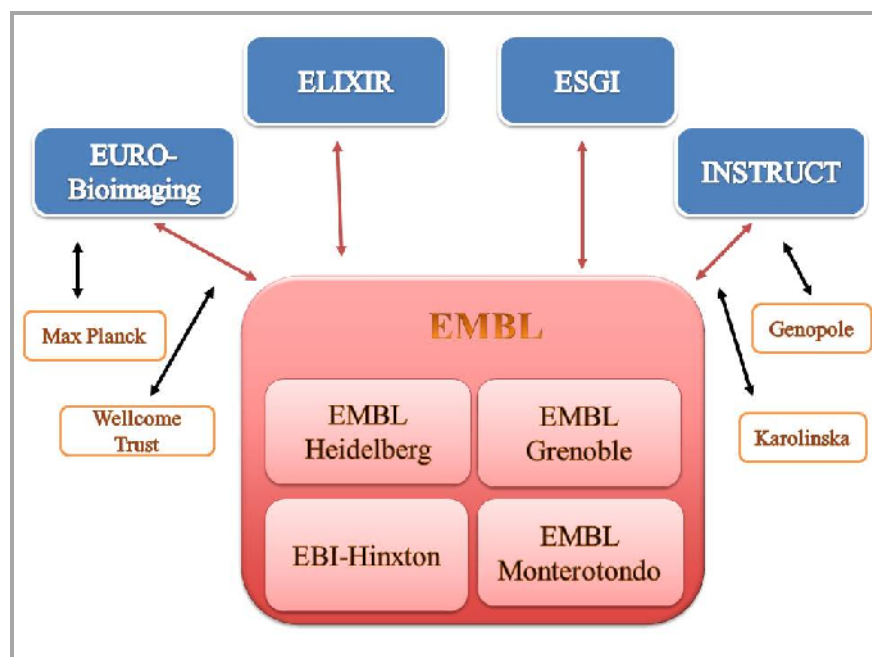 ELIXIR
ESGI
EURO-
Bioimaging
INSTRUCT
Max Planck
Genopole
EMBL
Wellcome
Trust
Karolinska
EMBL
Heidelberg
EMBL
Grenoble
EBI-Hinxton
EMBL
Monterotondo